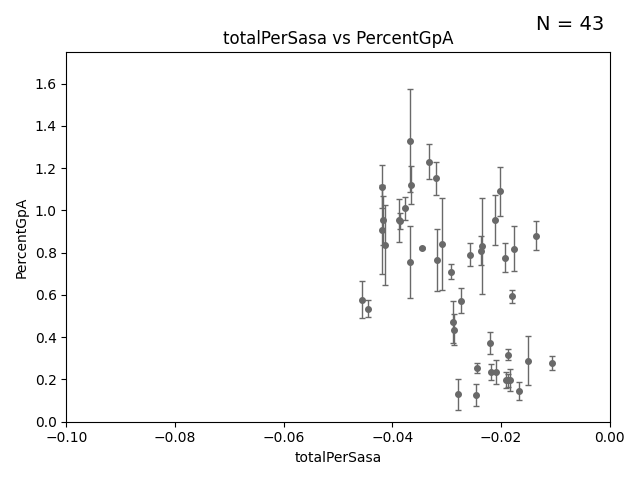 N = 43
totalPerSasa vs PercentGpA
PercentGpA
1.6
1.4
1.2
1.0
0.8
0.6
0.4
0.2
0.0
−0.10 −0.08 −0.06 −0.04 −0.02 0.00
totalPerSasa